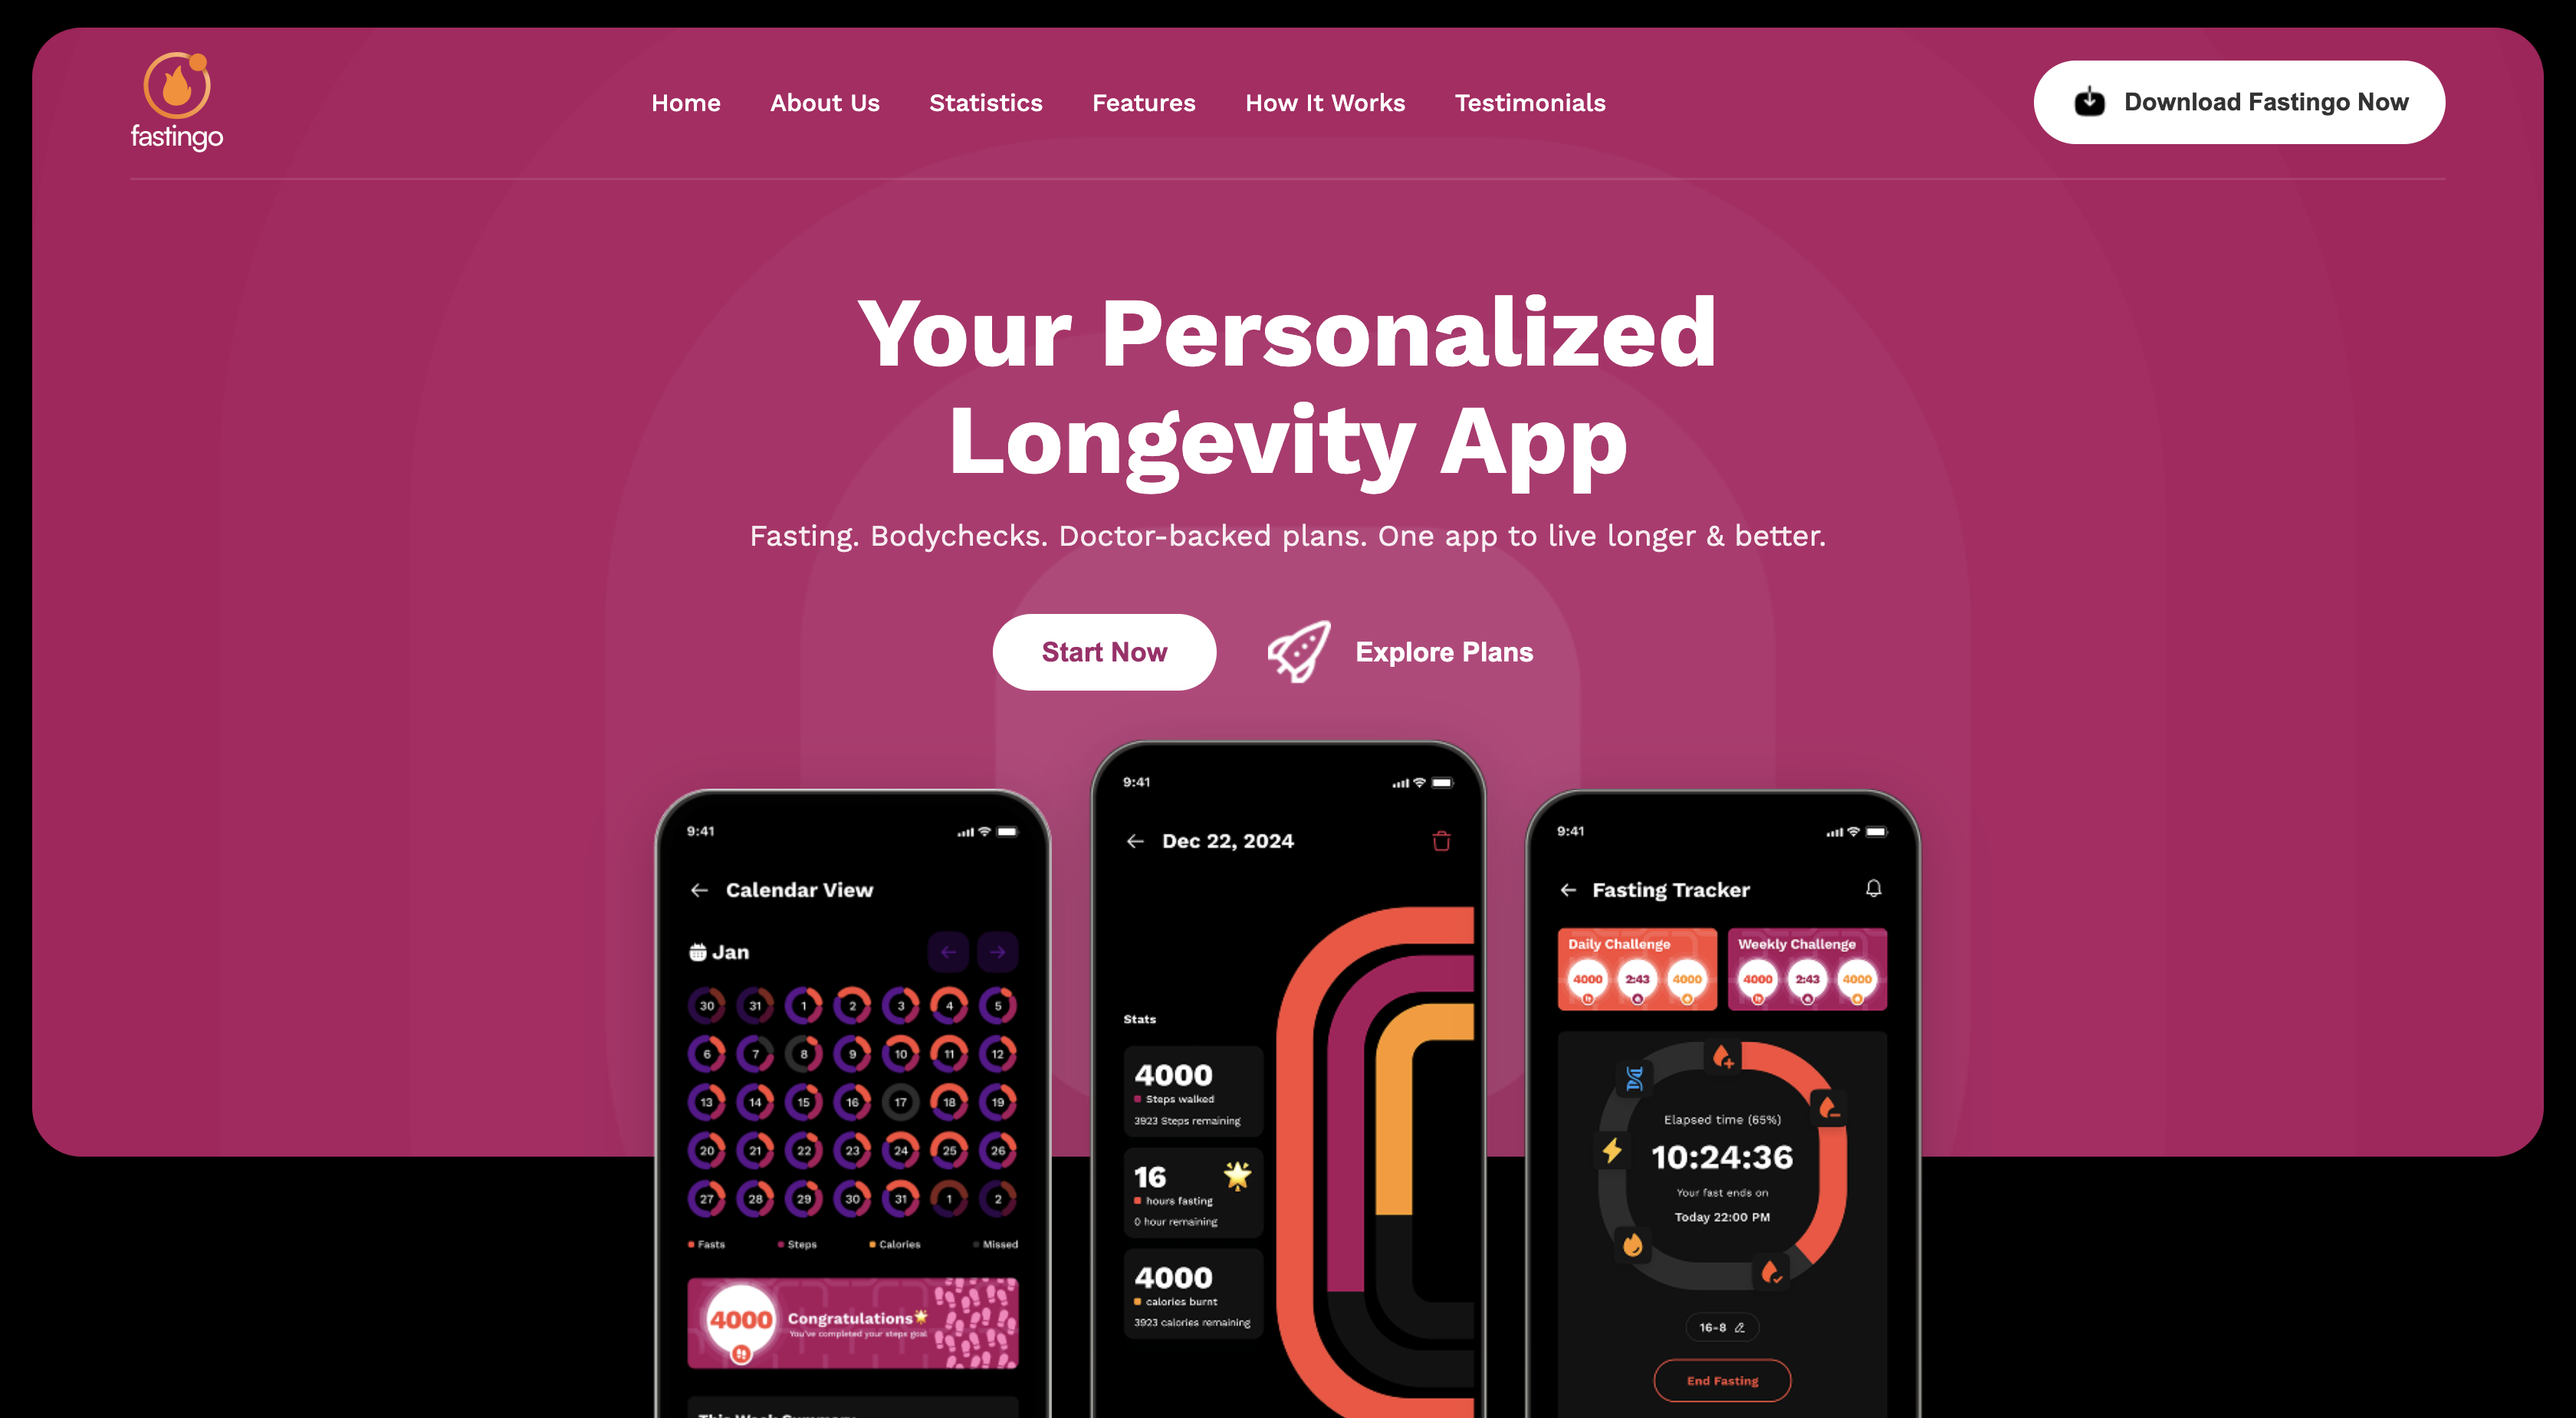 fastingo
Home
About Us
Statistics
Features
How It Works
Testimonials
Download Fastingo Now
Your Personalized
Longevity App
Fasting. Bodychecks. Doctor-backed plans. One app to live longer & better.
Start Now
Explore Plans
9:41
Calendar View
Jan
30 31 1 2 3 4 5
6 7 8 9 10 11 12
13 14 15 16 17 18 19
20 21 22 23 24 25 26
27 28 29 30 31 1 2
Fasts Steps Calories Missed
4000
Congratulations
You've completed your steps goal
This Week Summary
9:41
Dec 22, 2024
Stats
4000
Steps walked
3923 Steps remaining
16
hours fasting
0 hour remaining
4000
calories burnt
3923 calories remaining
9:41
Fasting Tracker
Daily Challenge
4000 2:43 4000
Weekly Challenge
4000 2:43 4000
Elapsed time (65%)
10:24:36
Your fast ends on
Today 22:00 PM
16-8
End Fasting